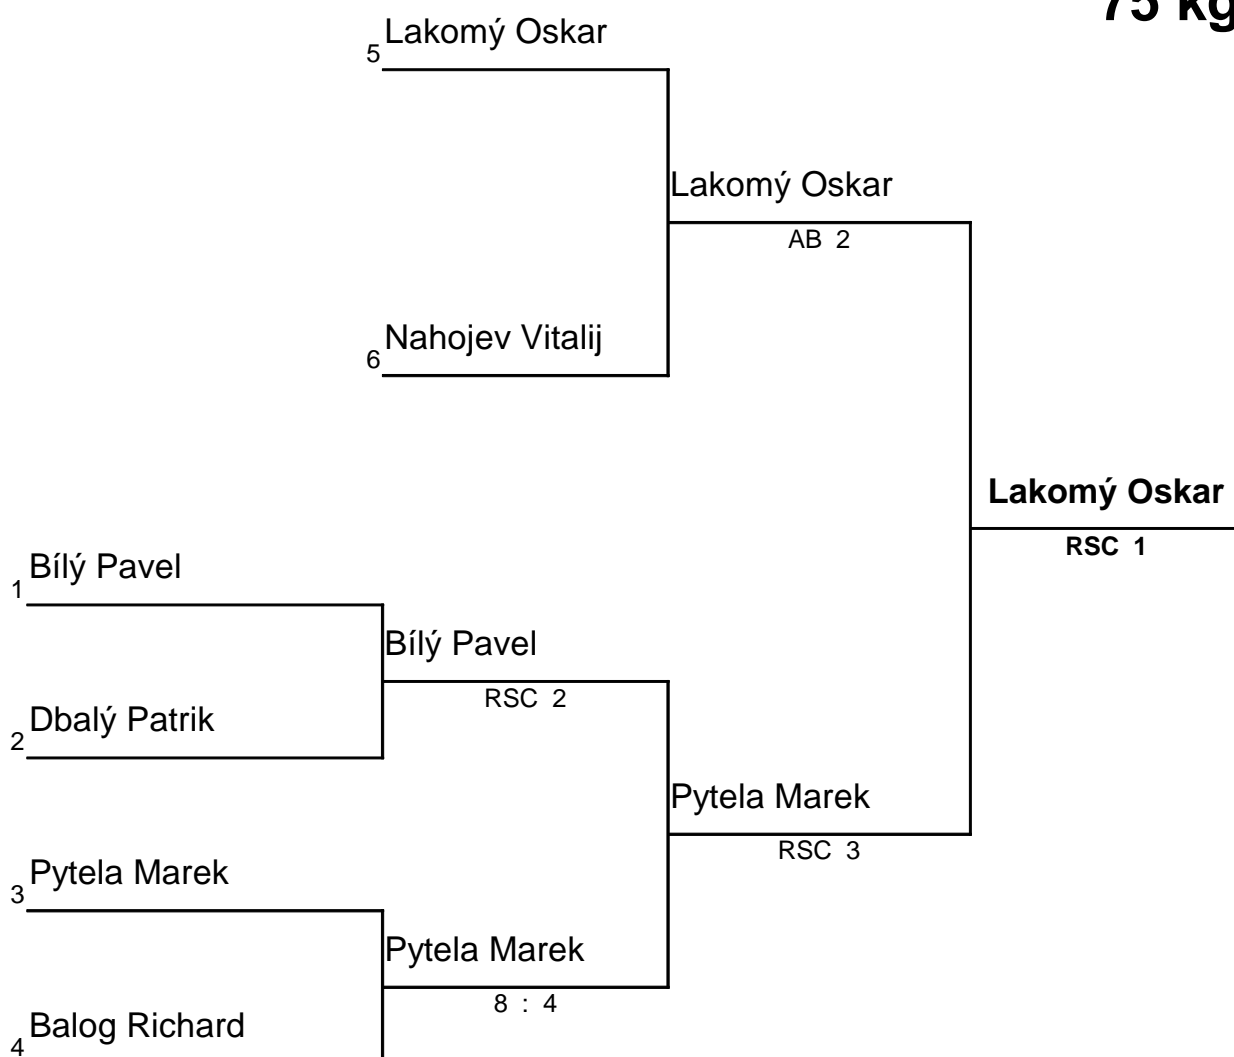 75 kg
5 Lakomý Oskar
Lakomý Oskar
AB 2
6 Nahojev Vitalij
Lakomý Oskar
RSC 1
1 Bílý Pavel
Bílý Pavel
RSC 2
2 Dbalý Patrik
Pytela Marek
RSC 3
3 Pytela Marek
Pytela Marek
8 : 4
4 Balog Richard